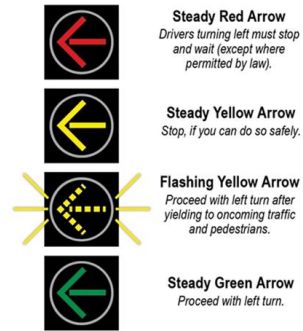 Steady Red Arrow
Drivers turning left must stop
and wait (except where
permitted by law).
Steady Yellow Arrow
Stop, if you can do so safely.
Flashing Yellow Arrow
Proceed with left turn after
yielding to oncoming traffic
and pedestrians.
Steady Green Arrow
Proceed with left turn.